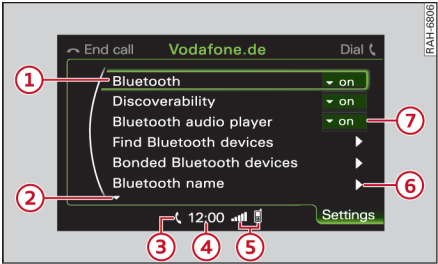 RAH-6806
End call Vodafone.de Dial
1 Bluetooth on
Discoverability on
Bluetooth audio player on 7
Find Bluetooth devices
Bonded Bluetooth devices
Bluetooth name 6
2
3 12:00 4 5 Settings